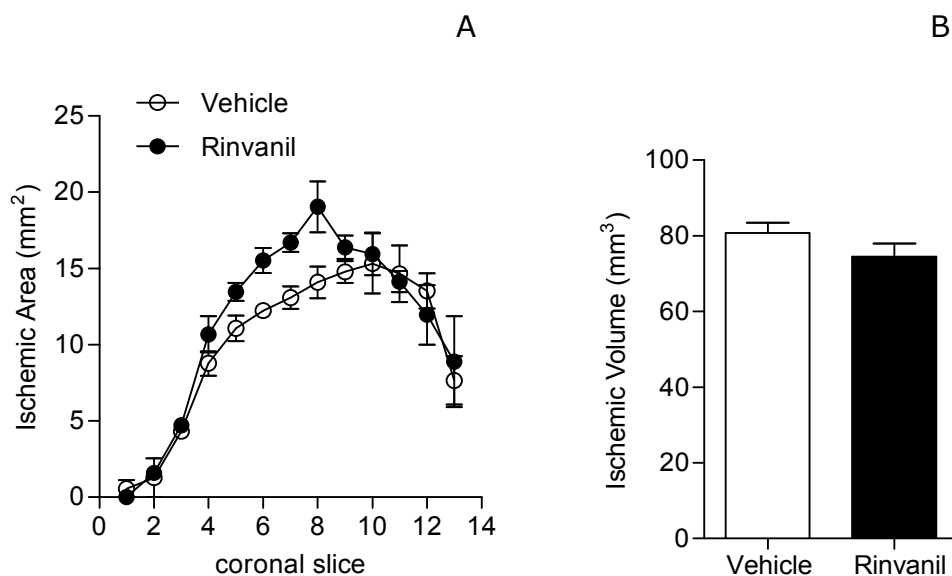 A
Vehicle
Rinvanil
25
20
15
10
5
0
Ischemic Area (mm²)
0 2 4 6 8 10 12 14
coronal slice
B
100
80
60
40
20
0
Ischemic Volume (mm³)
Vehicle Rinvanil